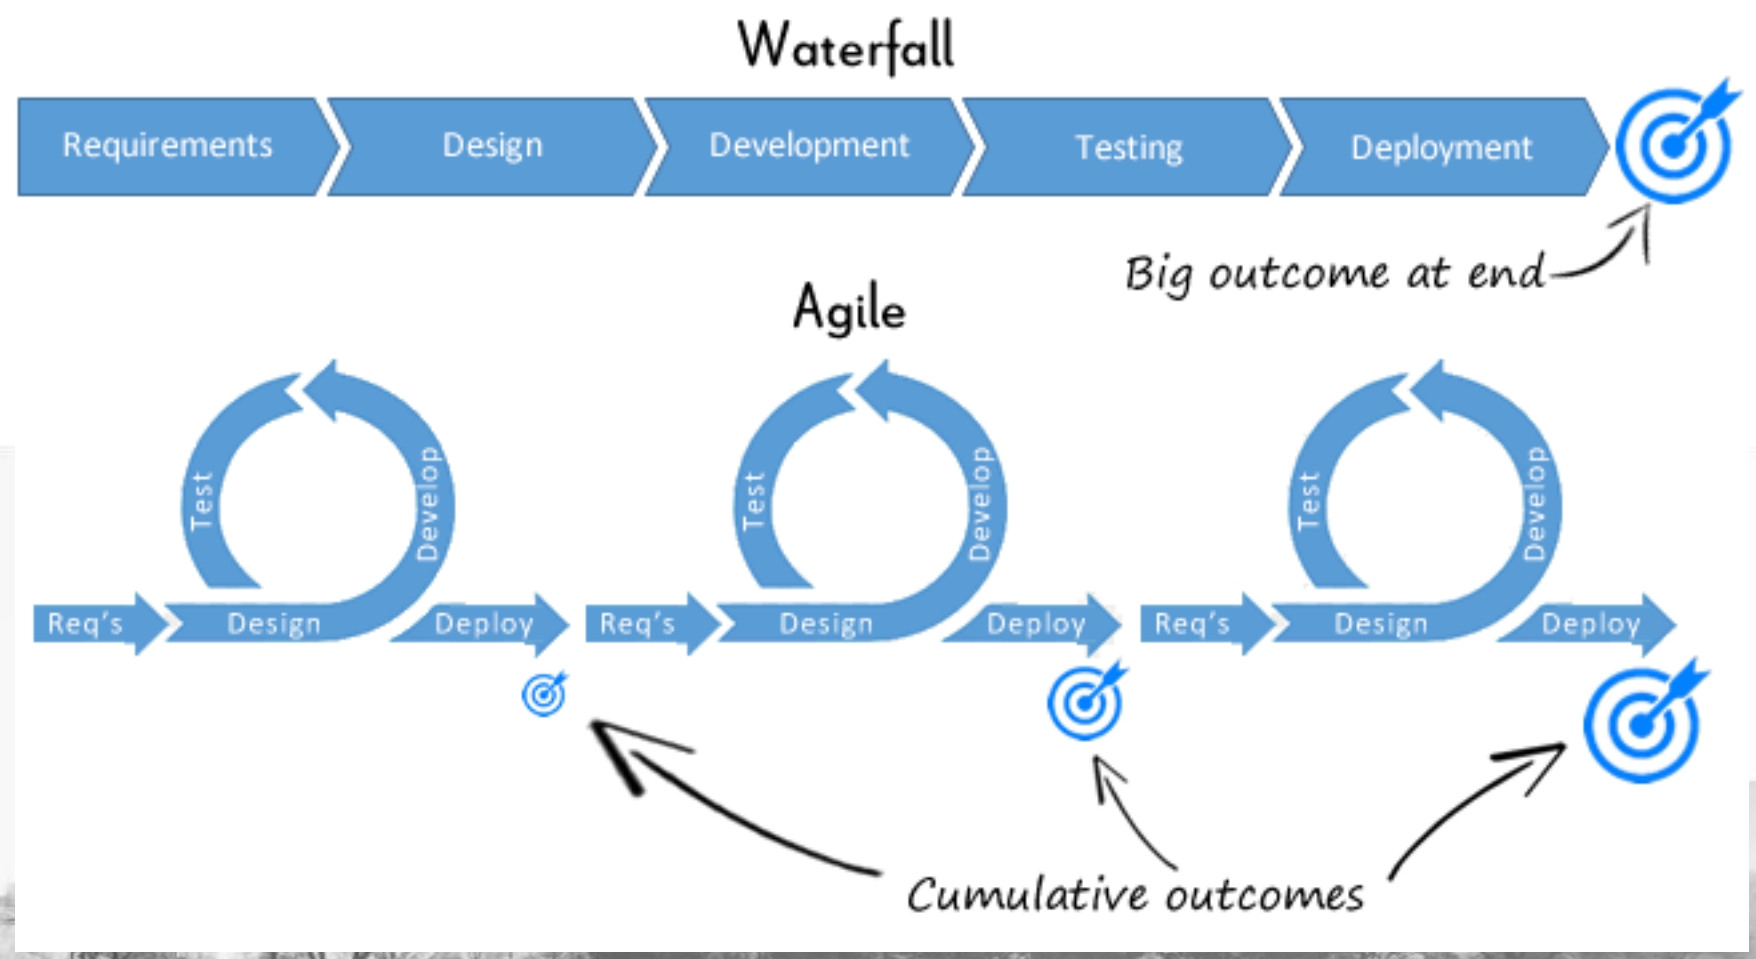 Waterfall
Requirements
Design
Development
Testing
Deployment
Big outcome at end
Agile
Test
Develop
Req's
Design
Deploy
Test
Develop
Req's
Design
Deploy
Test
Develop
Req's
Design
Deploy
Cumulative outcomes